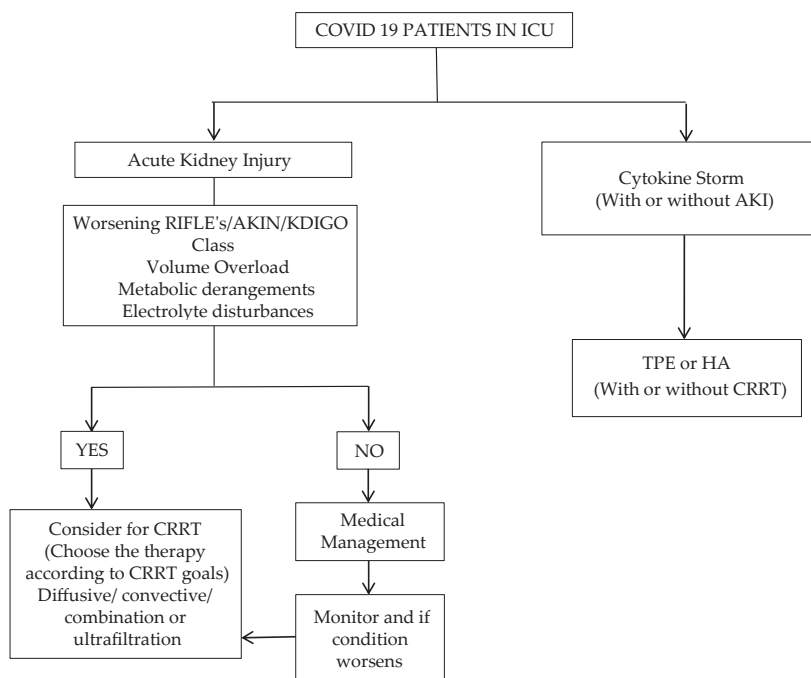 COVID 19 PATIENTS IN ICU
Acute Kidney Injury
Worsening RIFLE's/AKIN/KDIGO
Class
Volume Overload
Metabolic derangements
Electrolyte disturbances
YES
NO
Consider for CRRT
(Choose the therapy
according to CRRT goals)
Diffusive/ convective/
combination or
ultrafiltration
Medical
Management
Monitor and if
condition
worsens
Cytokine Storm
(With or without AKI)
TPE or HA
(With or without CRRT)